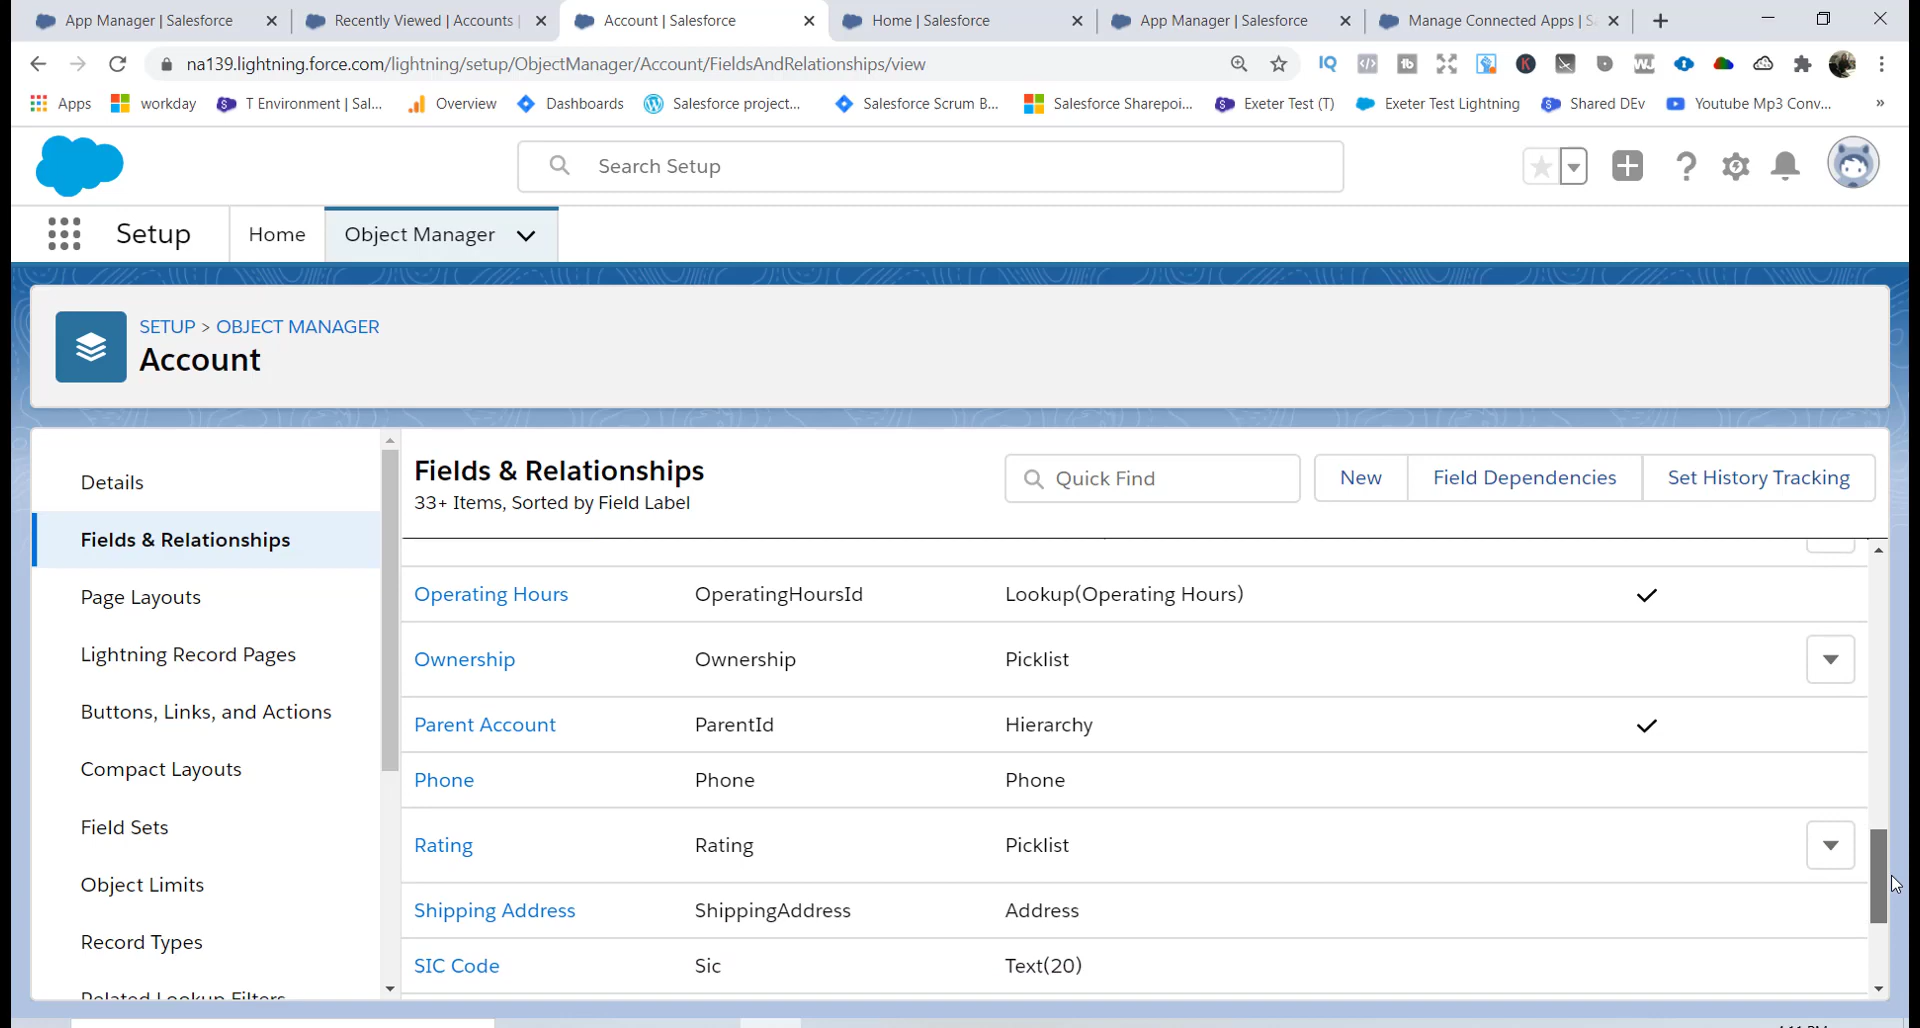 App Manager | Salesforce
Recently Viewed | Accounts |
Account | Salesforce
Home | Salesforce
App Manager | Salesforce
Manage Connected Apps | S
na139.lightning.force.com/lightning/setup/ObjectManager/Account/FieldsAndRelationships/view
Apps
workday
T Environment | Sal...
Overview
Dashboards
Salesforce project...
Salesforce Scrum B...
Salesforce Sharepoi...
Exeter Test (T)
Exeter Test Lightning
Shared DEv
Youtube Mp3 Conv...
Search Setup
Setup
Home
Object Manager
SETUP > OBJECT MANAGER
Account
Details
Fields & Relationships
Page Layouts
Lightning Record Pages
Buttons, Links, and Actions
Compact Layouts
Field Sets
Object Limits
Record Types
Related Lookup Filters
Fields & Relationships
33+ Items, Sorted by Field Label
Quick Find
New
Field Dependencies
Set History Tracking
Operating Hours OperatingHoursId Lookup(Operating Hours)
Ownership Ownership Picklist
Parent Account ParentId Hierarchy
Phone Phone Phone
Rating Rating Picklist
Shipping Address ShippingAddress Address
SIC Code Sic Text(20)